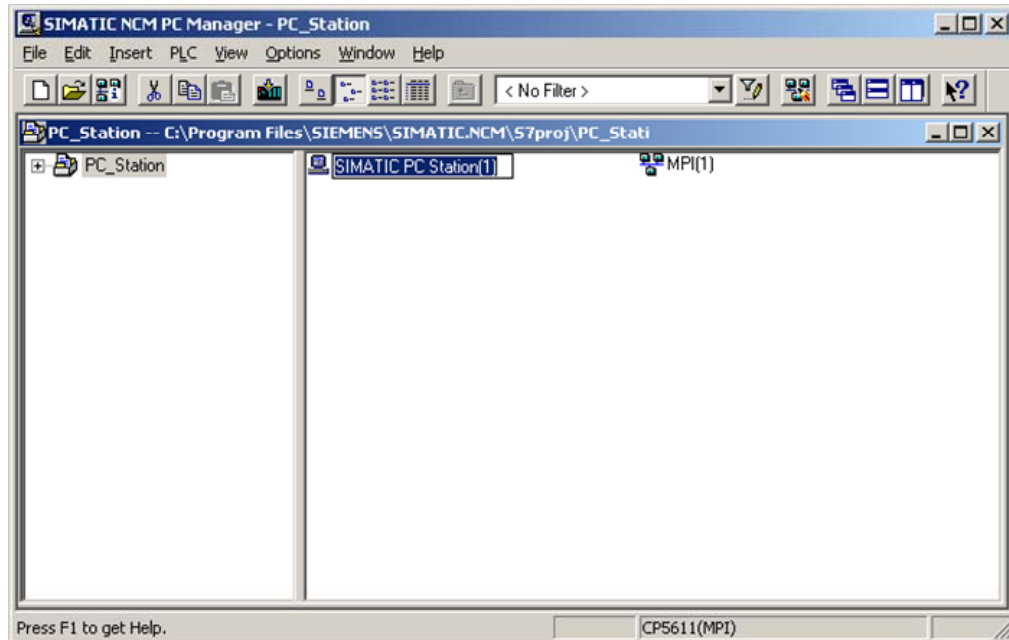 SIMATIC NCM PC Manager - PC_Station
File Edit Insert PLC View Options Window Help
< No Filter >
PC_Station -- C:\Program Files\SIEMENS\SIMATIC.NCM\S7proj\PC_Stati
PC_Station SIMATIC PC Station(1) MPI(1)
Press F1 to get Help. CP5611(MPI)